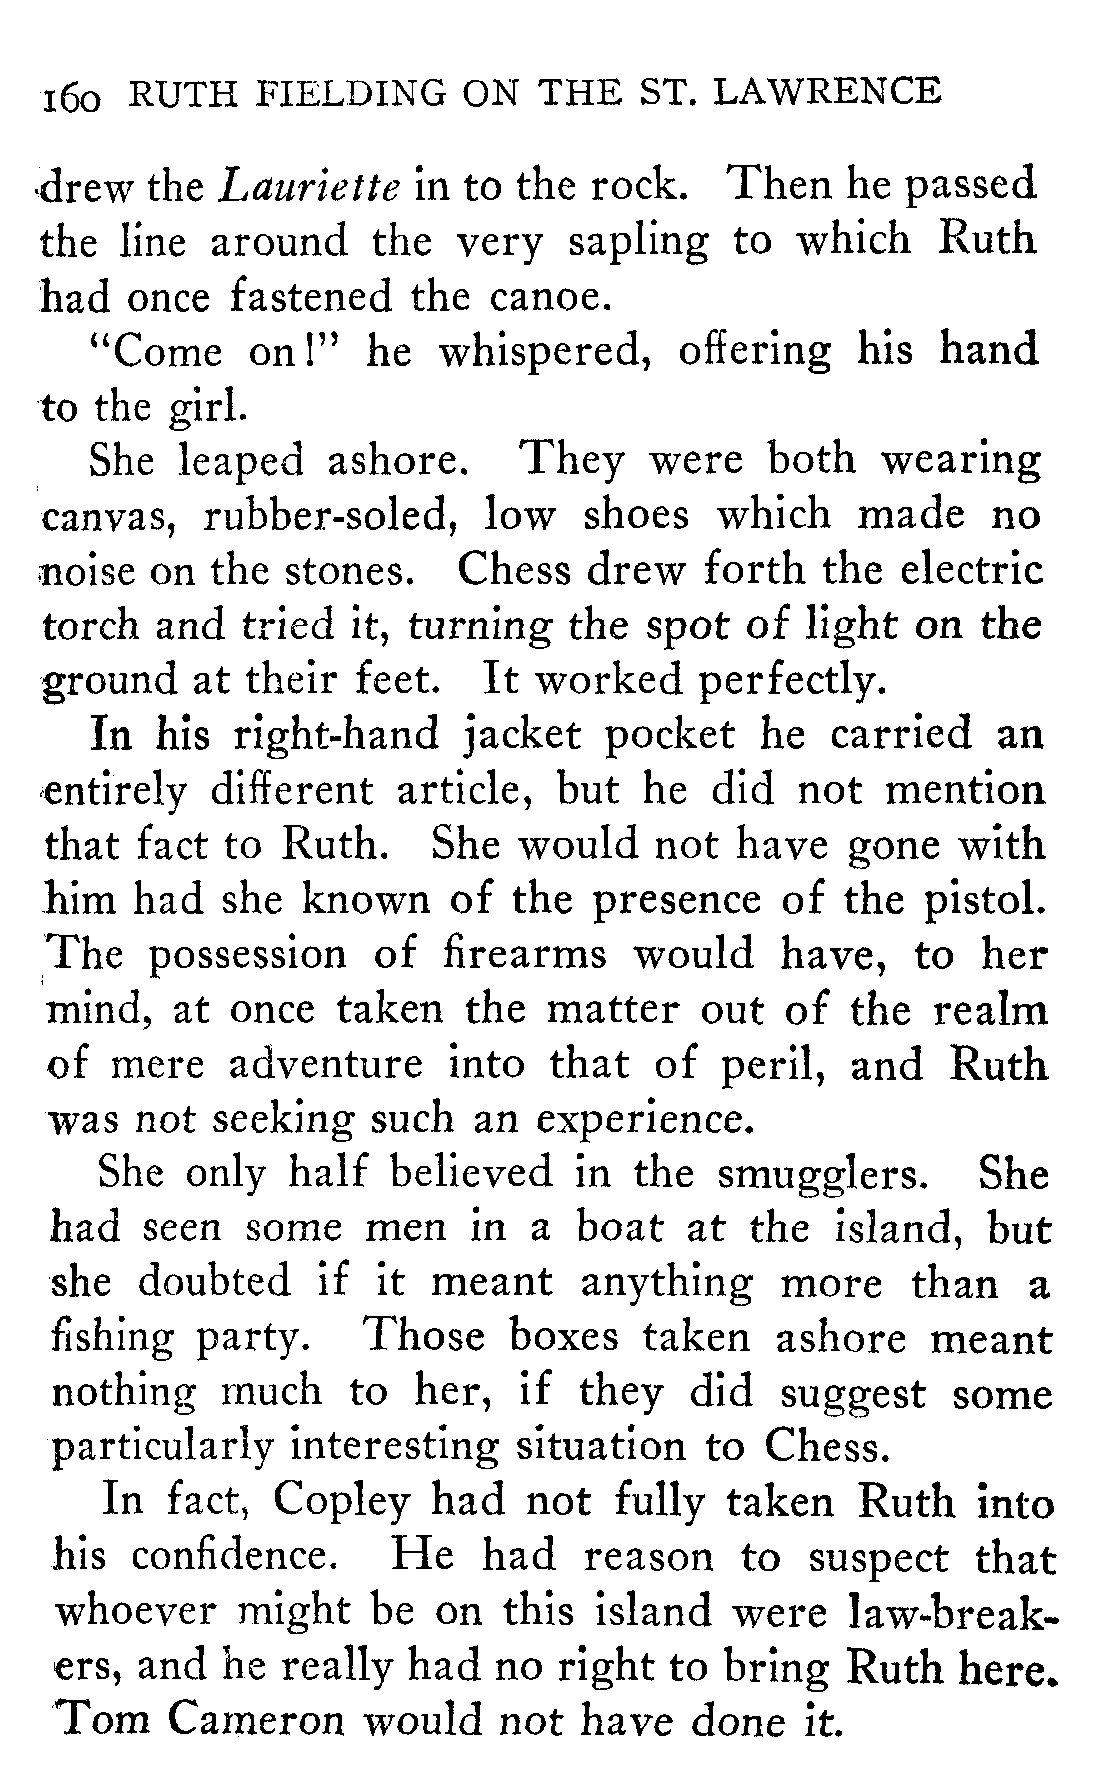 160 RUTH FIELDING ON THE ST. LAWRENCE
drew the Lauriette in to the rock. Then he passed
the line around the very sapling to which Ruth
had once fastened the canoe.
“Come on!” he whispered, offering his hand
to the girl.
She leaped ashore. They were both wearing
canvas, rubber-soled, low shoes which made no
noise on the stones. Chess drew forth the electric
torch and tried it, turning the spot of light on the
ground at their feet. It worked perfectly.
In his right-hand jacket pocket he carried an
entirely different article, but he did not mention
that fact to Ruth. She would not have gone with
him had she known of the presence of the pistol.
The possession of firearms would have, to her
mind, at once taken the matter out of the realm
of mere adventure into that of peril, and Ruth
was not seeking such an experience.
She only half believed in the smugglers. She
had seen some men in a boat at the island, but
she doubted if it meant anything more than a
fishing party. Those boxes taken ashore meant
nothing much to her, if they did suggest some
particularly interesting situation to Chess.
In fact, Copley had not fully taken Ruth into
his confidence. He had reason to suspect that
whoever might be on this island were law-break-
ers, and he really had no right to bring Ruth here.
Tom Cameron would not have done it.